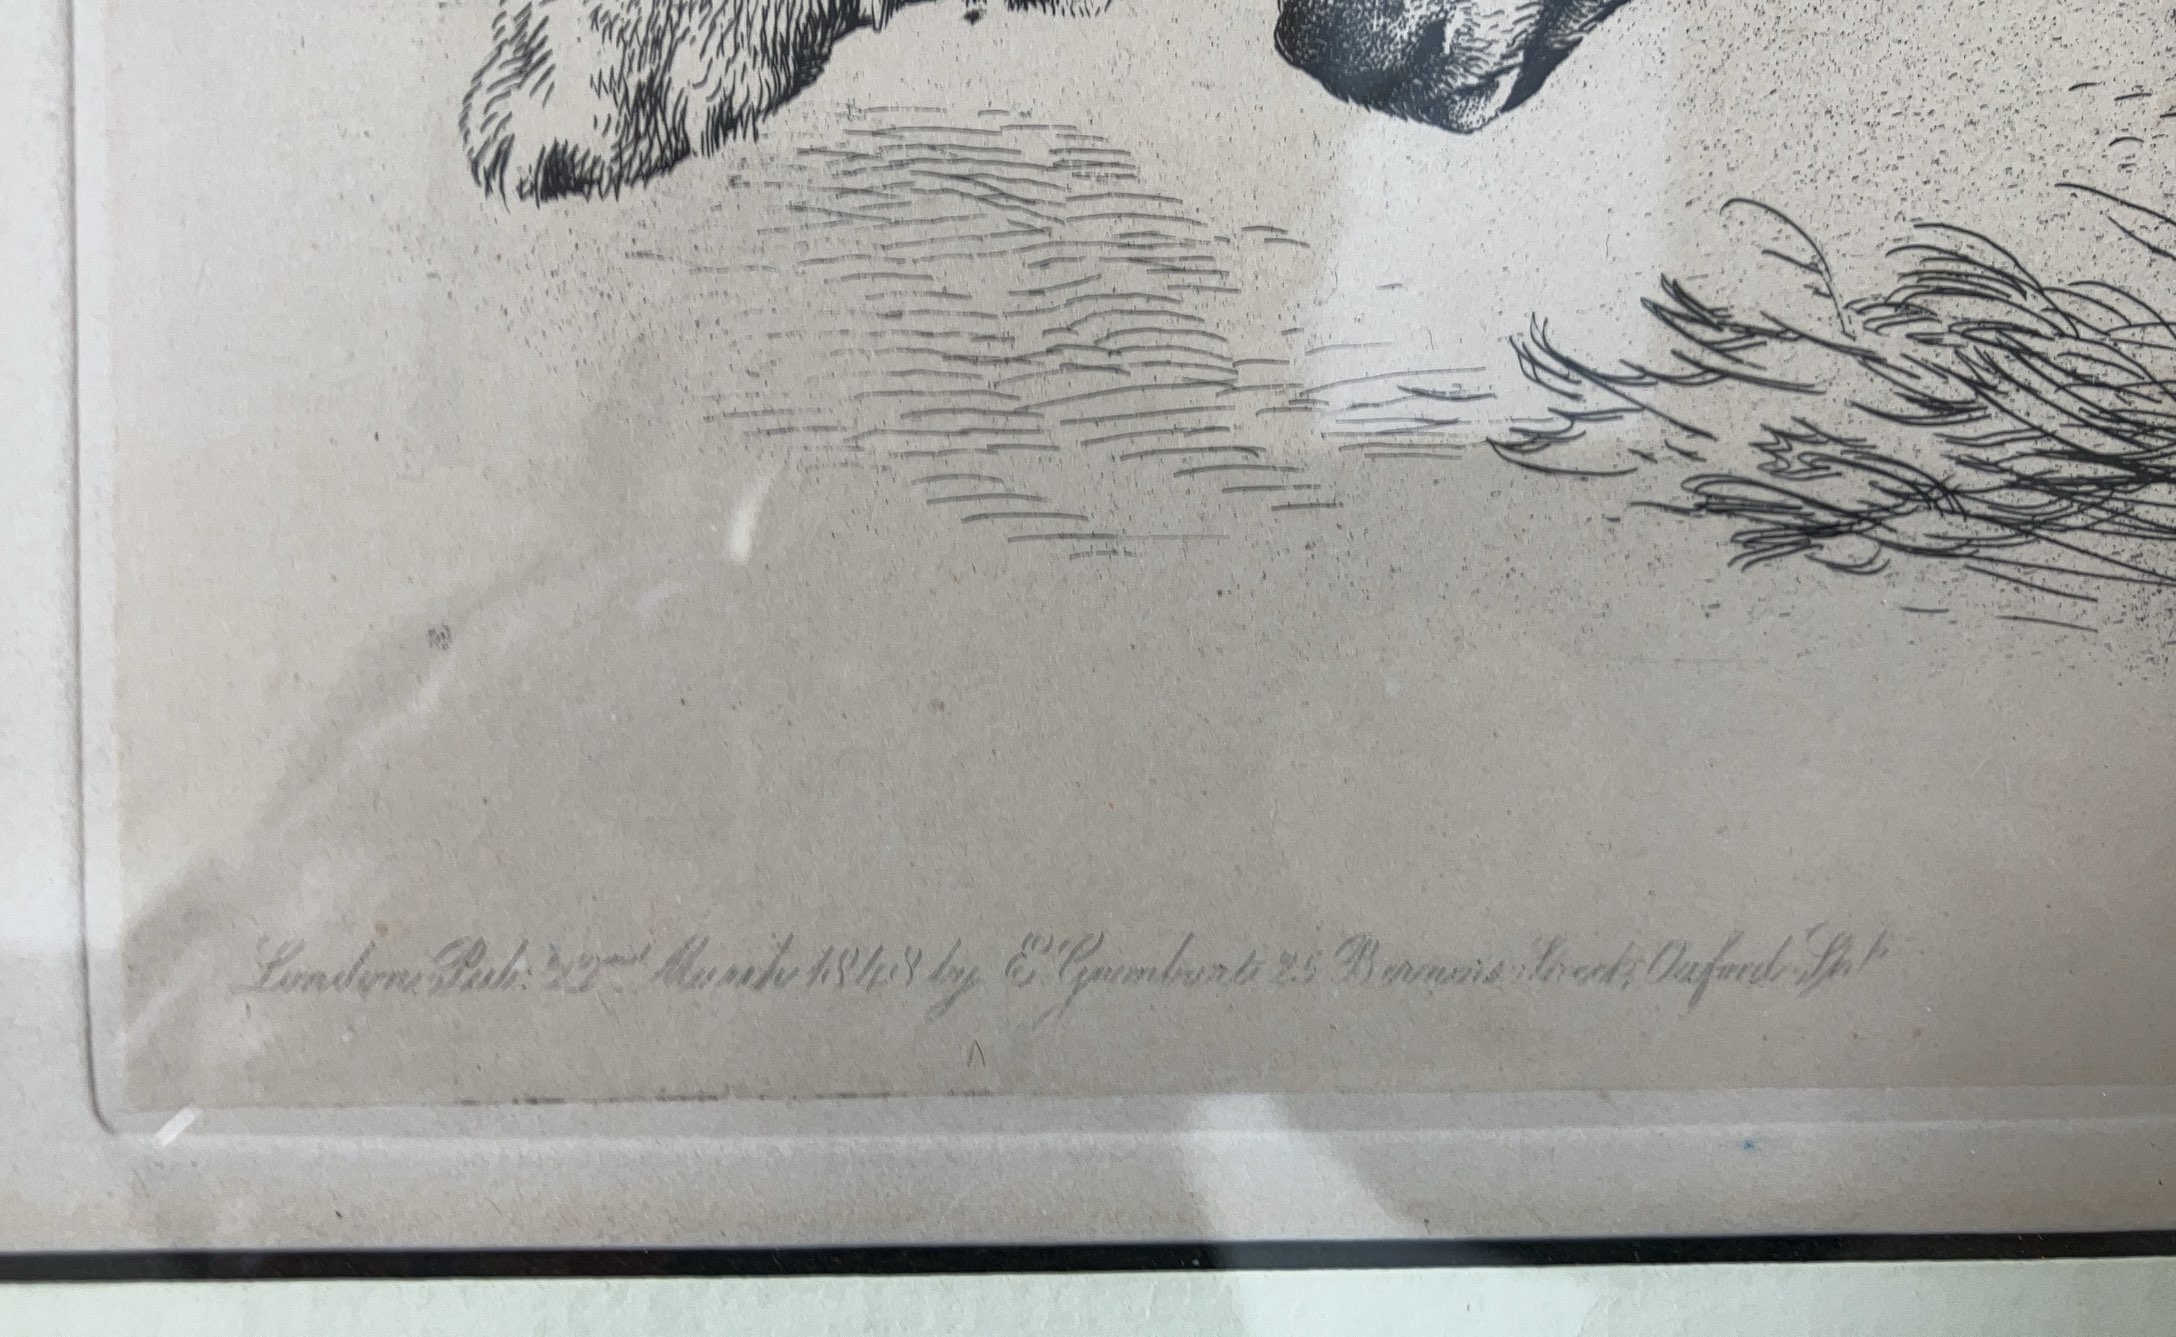 London, Pub. 22nd March 1848 by E. Gambart 25 Berners Street, Oxford St.